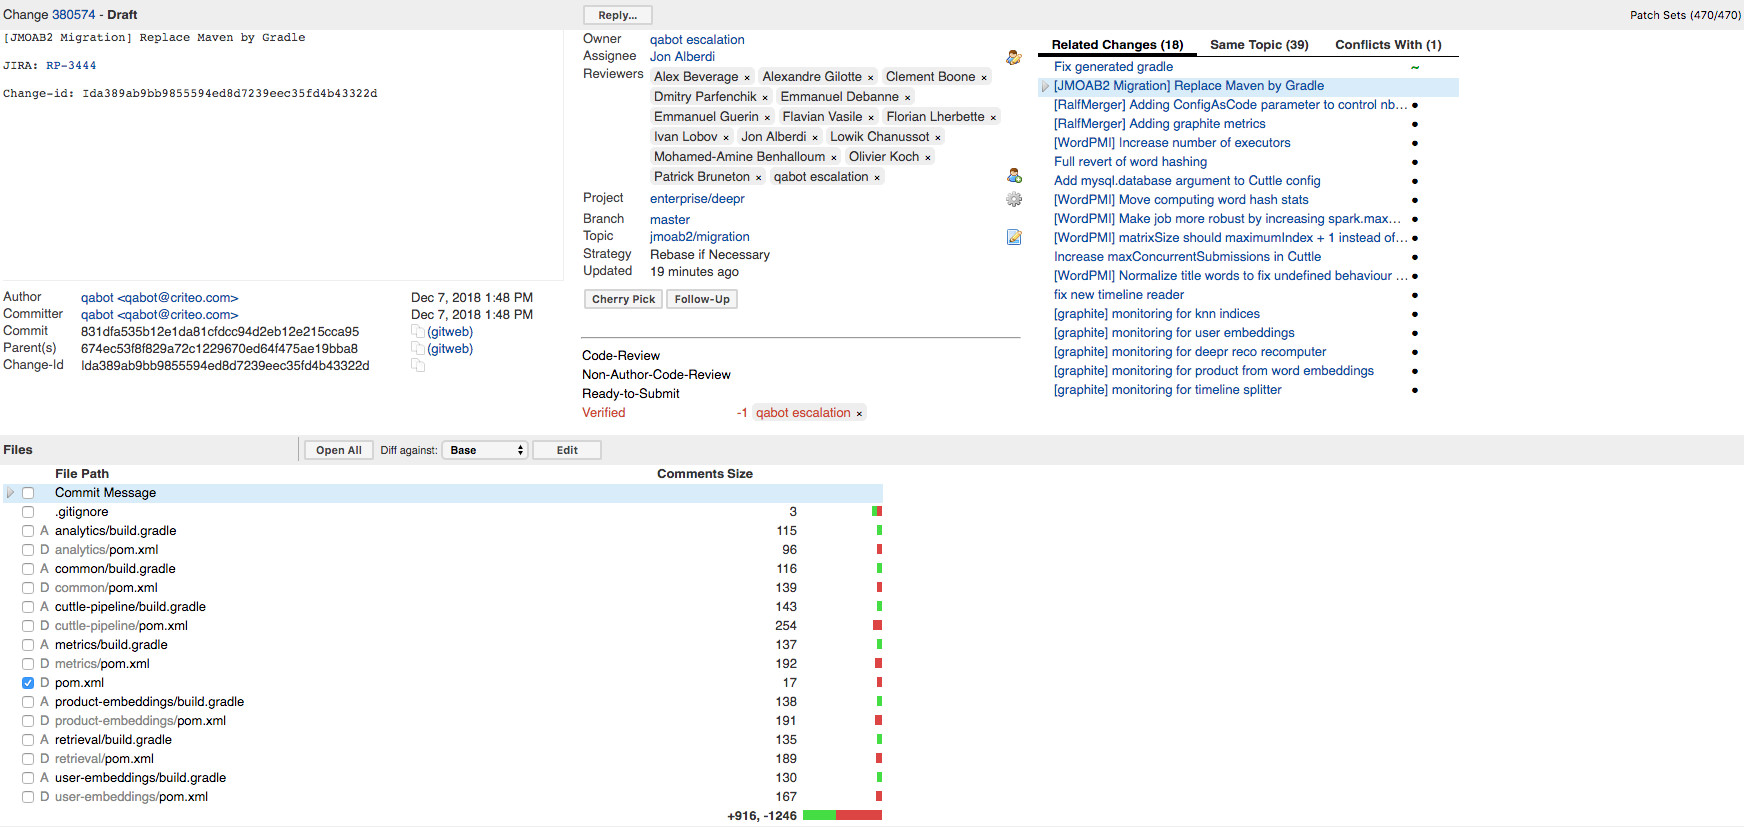 Change 380574 - Draft
Reply...
Patch Sets (470/470)
[JMOAB2 Migration] Replace Maven by Gradle
JIRA: RP-3444
Change-id: Ida389ab9bb9855594ed8d7239eec35fd4b43322d
Author qabot <qabot@criteo.com> Dec 7, 2018 1:48 PM
Committer qabot <qabot@criteo.com> Dec 7, 2018 1:48 PM
Commit 831dfa535b12e1da81cfdcc94d2eb12e215cca95 (gitweb)
Parent(s) 674ec53f8f829a72c1229670ed64f475ae19bba8 (gitweb)
Change-Id Ida389ab9bb9855594ed8d7239eec35fd4b43322d
Owner qabot escalation
Assignee Jon Alberdi
Reviewers Alex Beverage × Alexandre Gilotte × Clement Boone ×
Dmitry Parfenchik × Emmanuel Debanne ×
Emmanuel Guerin × Flavian Vasile × Florian Lherbette ×
Ivan Lobov × Jon Alberdi × Lowik Chanussot ×
Mohamed-Amine Benhalloum × Olivier Koch ×
Patrick Bruneton × qabot escalation ×
Project enterprise/deepr
Branch master
Topic jmoab2/migration
Strategy Rebase if Necessary
Updated 19 minutes ago
Cherry Pick Follow-Up
Code-Review
Non-Author-Code-Review
Ready-to-Submit
Verified -1 qabot escalation ×
Related Changes (18) Same Topic (39) Conflicts With (1)
Fix generated gradle ~
[JMOAB2 Migration] Replace Maven by Gradle
[RalfMerger] Adding ConfigAsCode parameter to control nb... ●
[RalfMerger] Adding graphite metrics ●
[WordPMI] Increase number of executors ●
Full revert of word hashing ●
Add mysql.database argument to Cuttle config ●
[WordPMI] Move computing word hash stats ●
[WordPMI] Make job more robust by increasing spark.max... ●
[WordPMI] matrixSize should maximumIndex + 1 instead of... ●
Increase maxConcurrentSubmissions in Cuttle ●
[WordPMI] Normalize title words to fix undefined behaviour ... ●
fix new timeline reader ●
[graphite] monitoring for knn indices ●
[graphite] monitoring for user embeddings ●
[graphite] monitoring for deepr reco recomputer ●
[graphite] monitoring for product from word embeddings ●
[graphite] monitoring for timeline splitter ●
Files Open All Diff against: Base Edit
File Path Comments Size
Commit Message
.gitignore 3
A analytics/build.gradle 115
D analytics/pom.xml 96
A common/build.gradle 116
D common/pom.xml 139
A cuttle-pipeline/build.gradle 143
D cuttle-pipeline/pom.xml 254
A metrics/build.gradle 137
D metrics/pom.xml 192
D pom.xml 17
A product-embeddings/build.gradle 138
D product-embeddings/pom.xml 191
A retrieval/build.gradle 135
D retrieval/pom.xml 189
A user-embeddings/build.gradle 130
D user-embeddings/pom.xml 167
+916, -1246